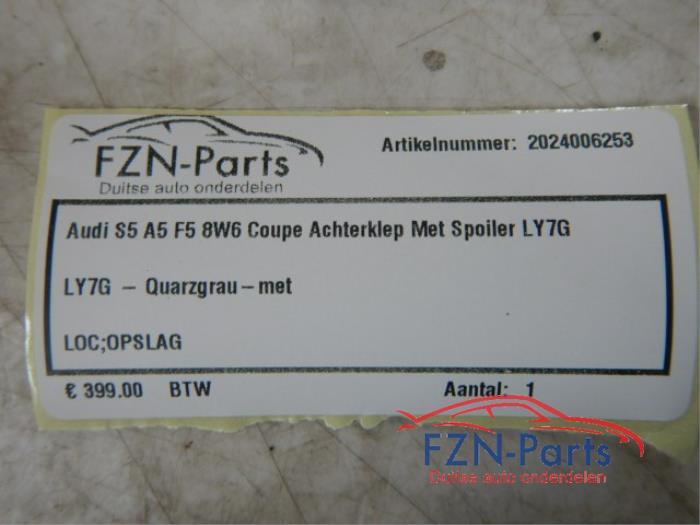 FZN-Parts
Duitse auto onderdelen
Artikelnummer: 2024006253
Audi S5 A5 F5 8W6 Coupe Achterklep Met Spoiler LY7G
LY7G - Quarzgrau-met
LOC;OPSLAG
€ 399.00 BTW Aantal: 1
FZN-Parts
Duitse auto onderdelen